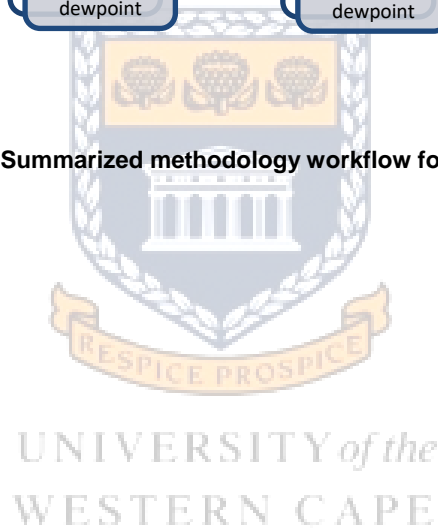 dewpoint
dewpoint
Summarized methodology workflow fo
RESPICE PROSPICE
UNIVERSITY of the
WESTERN CAPE